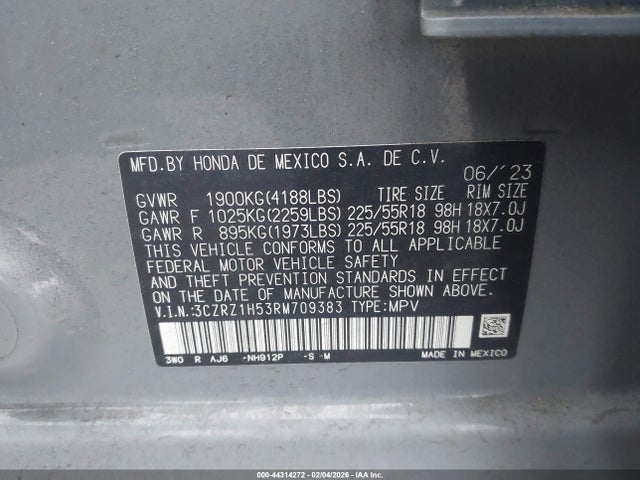 MFD.BY HONDA DE MEXICO S.A. DE C.V.
06/'23
GVWR 1900KG(4188LBS) TIRE SIZE RIM SIZE
GAWR F 1025KG(2259LBS) 225/55R18 98H 18X7.0J
GAWR R 895KG(1973LBS) 225/55R18 98H 18X7.0J
THIS VEHICLE CONFORMS TO ALL APPLICABLE
FEDERAL MOTOR VEHICLE SAFETY
AND THEFT PREVENTION STANDARDS IN EFFECT
ON THE DATE OF MANUFACTURE SHOWN ABOVE.
V.I.N.:3CZRZ1H53RM709383 TYPE:MPV
3W0 R AJ6 -NH912P -S -M MADE IN MEXICO
000-44314272 - 02/04/2026 - IAA Inc.